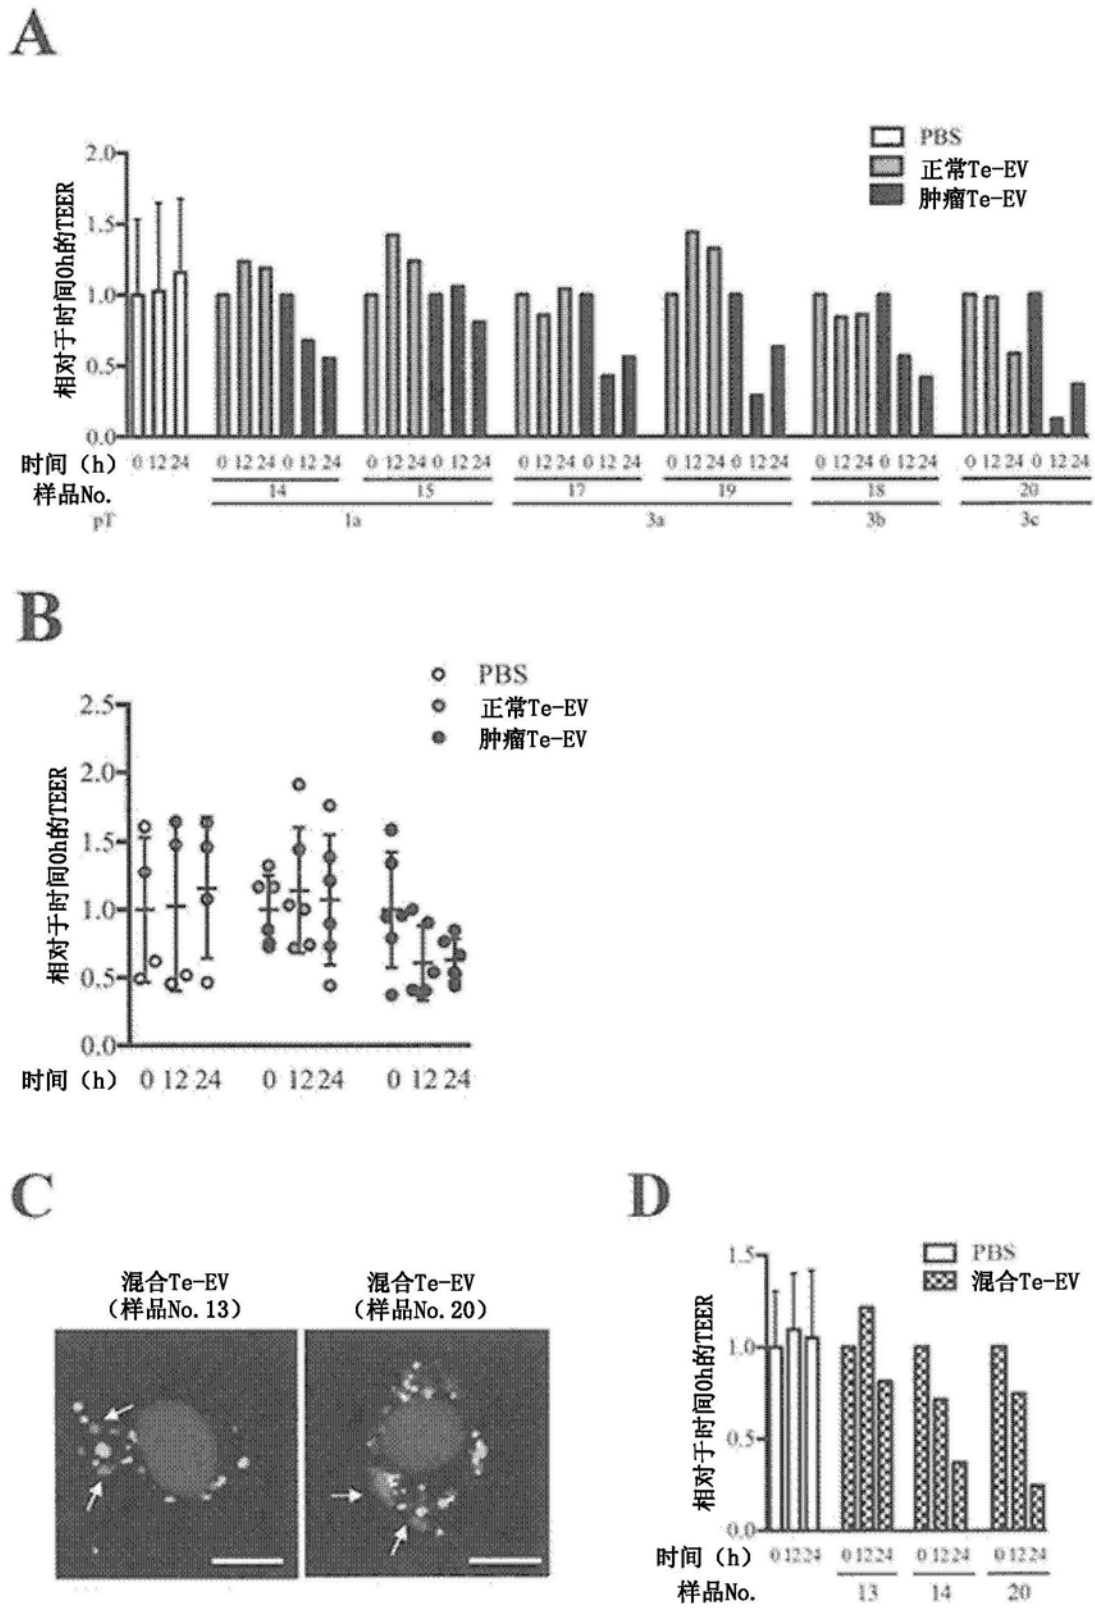 A
PBS
正常Te-EV
肿瘤Te-EV
相对于时间0h的TEER
2.0
1.5
1.0
0.5
0.0
时间（h） 0 12 24 0 12 24 0 12 24 0 12 24 0 12 24 0 12 24 0 12 24 0 12 24 0 12 24 0 12 24 0 12 24 0 12 24 0 12 24
样品No. 14 15 17 19 18 20
pT 1a 3a 3b 3c
B
PBS
正常Te-EV
肿瘤Te-EV
相对于时间0h的TEER
2.5
2.0
1.5
1.0
0.5
0.0
时间（h） 0 12 24 0 12 24 0 12 24
C
混合Te-EV
（样品No.13）
混合Te-EV
（样品No.20）
D
PBS
混合Te-EV
相对于时间0h的TEER
1.5
1.0
0.5
0.0
时间（h） 0 12 24 0 12 24 0 12 24 0 12 24
样品No. 13 14 20